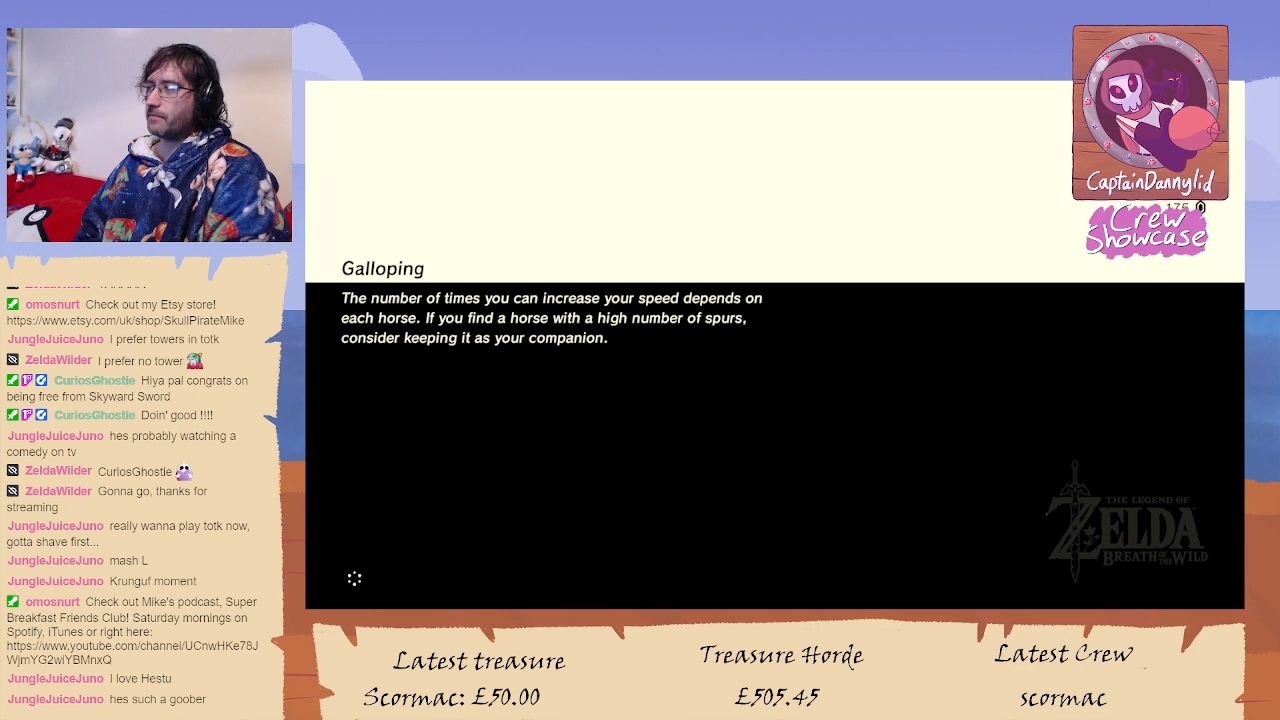 omosnurt Check out my Etsy store!
https://www.etsy.com/uk/shop/SkullPirateMike
JungleJuiceJuno I prefer towers in totk
ZeldaWilder I prefer no tower
CuriosGhostie Hiya pal congrats on
being free from Skyward Sword
CuriosGhostie Doin' good !!!!
JungleJuiceJuno hes probably watching a
comedy on tv
ZeldaWilder CuriosGhostie
ZeldaWilder Gonna go, thanks for
streaming
JungleJuiceJuno really wanna play totk now,
gotta shave first...
JungleJuiceJuno mash L
JungleJuiceJuno Krunguf moment
omosnurt Check out Mike's podcast, Super
Breakfast Friends Club! Saturday mornings on
Spotify, ITunes or right here:
https://www.youtube.com/channel/UCnwHKe78J
WjmYG2wlYBMnxQ
JungleJuiceJuno I love Hestu
JungleJuiceJuno hes such a goober
Galloping
The number of times you can increase your speed depends on
each horse. If you find a horse with a high number of spurs,
consider keeping it as your companion.
THE LEGEND OF
ZELDA
BREATH OF THE WILD
CaptainDannylid
Crew
Showcase
Latest treasure
Scormac: £50.00
Treasure Horde
£505.45
Latest Crew
scormac